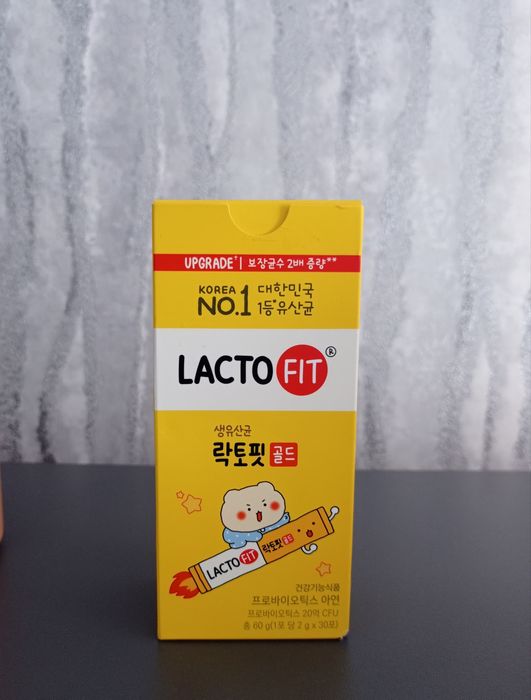 UPGRADE+ | 보장균수 2배 증량**
KOREA 대한민국
NO.1 1등*유산균
LACTO FIT®
생유산균
락토핏 골드
LACTO FIT 락토핏 골드
건강기능식품
프로바이오틱스 아연
프로바이오틱스 20억 CFU
총 60 g(1포 당 2 g x 30포)